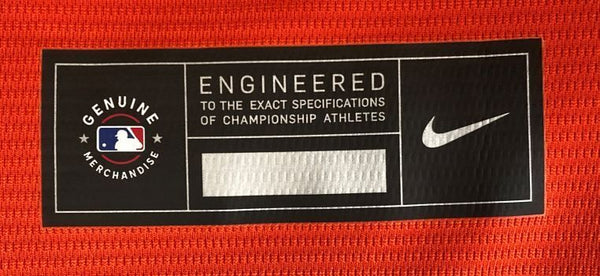 GENUINE
MERCHANDISE
ENGINEERED
TO THE EXACT SPECIFICATIONS
OF CHAMPIONSHIP ATHLETES